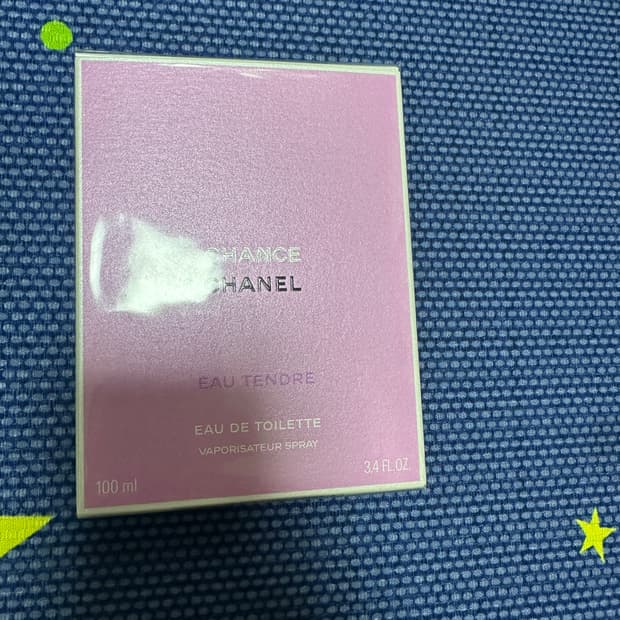 CHANCE
CHANEL
EAU TENDRE
EAU DE TOILETTE
VAPORISATEUR SPRAY
100 ml
3.4 FL.OZ.